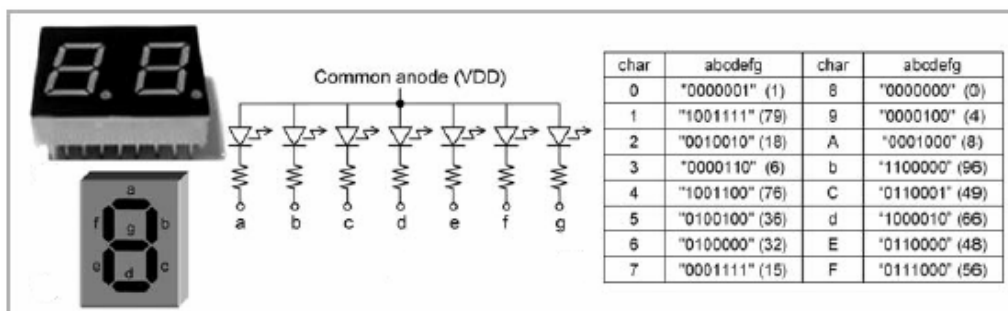 Common anode (VDD)
a b c d e f g
a
f b
g
e c
d
char abcdefg char abcdefg
0 "0000001" (1) 8 "0000000" (0)
1 "1001111" (79) 9 "0000100" (4)
2 "0010010" (18) A "0001000" (8)
3 "0000110" (6) b "1100000" (96)
4 "1001100" (76) C "0110001" (49)
5 "0100100" (36) d "1000010" (66)
6 "0100000" (32) E "0110000" (48)
7 "0001111" (15) F "0111000" (56)